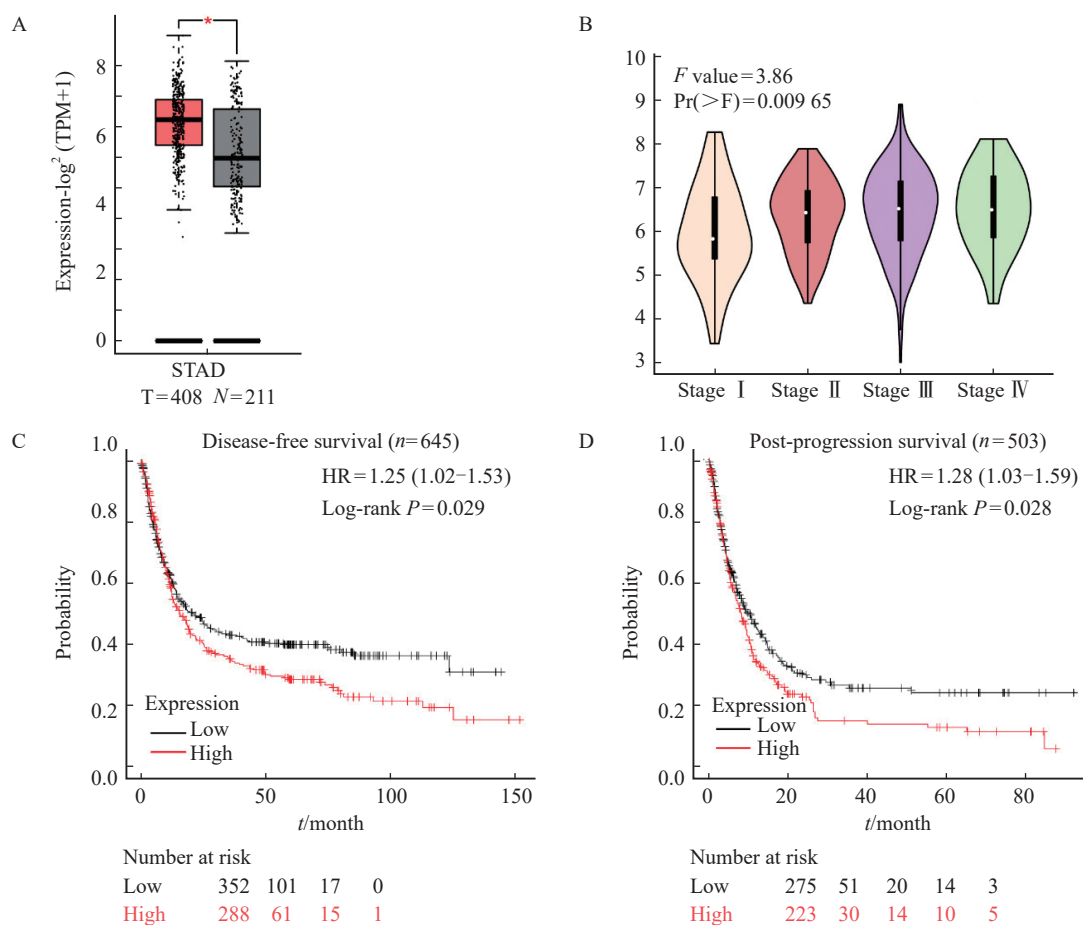 A
*
Expression-log² (TPM+1)
8
6
4
2
0
STAD
T=408 N=211
B
F value=3.86
Pr(>F)=0.009 65
10
9
8
7
6
5
4
3
Stage Ⅰ Stage Ⅱ Stage Ⅲ Stage Ⅳ
C
Disease-free survival (n=645)
HR=1.25 (1.02−1.53)
Log-rank P=0.029
Probability
1.0
0.8
0.6
0.4
0.2
0.0
Expression
Low
High
0 50 100 150
t/month
Number at risk
Low 352 101 17 0
High 288 61 15 1
D
Post-progression survival (n=503)
HR=1.28 (1.03−1.59)
Log-rank P=0.028
Probability
1.0
0.8
0.6
0.4
0.2
0.0
Expression
Low
High
0 20 40 60 80
t/month
Number at risk
Low 275 51 20 14 3
High 223 30 14 10 5